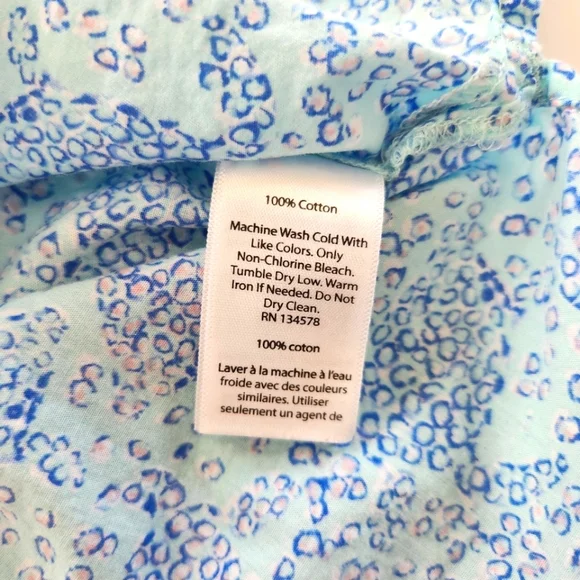 100% Cotton
Machine Wash Cold With
Like Colors. Only
Non-Chlorine Bleach.
Tumble Dry Low. Warm
Iron If Needed. Do Not
Dry Clean.
RN 134578
100% coton
Laver à la machine à l'eau
froide avec des couleurs
similaires. Utiliser
seulement un agent de